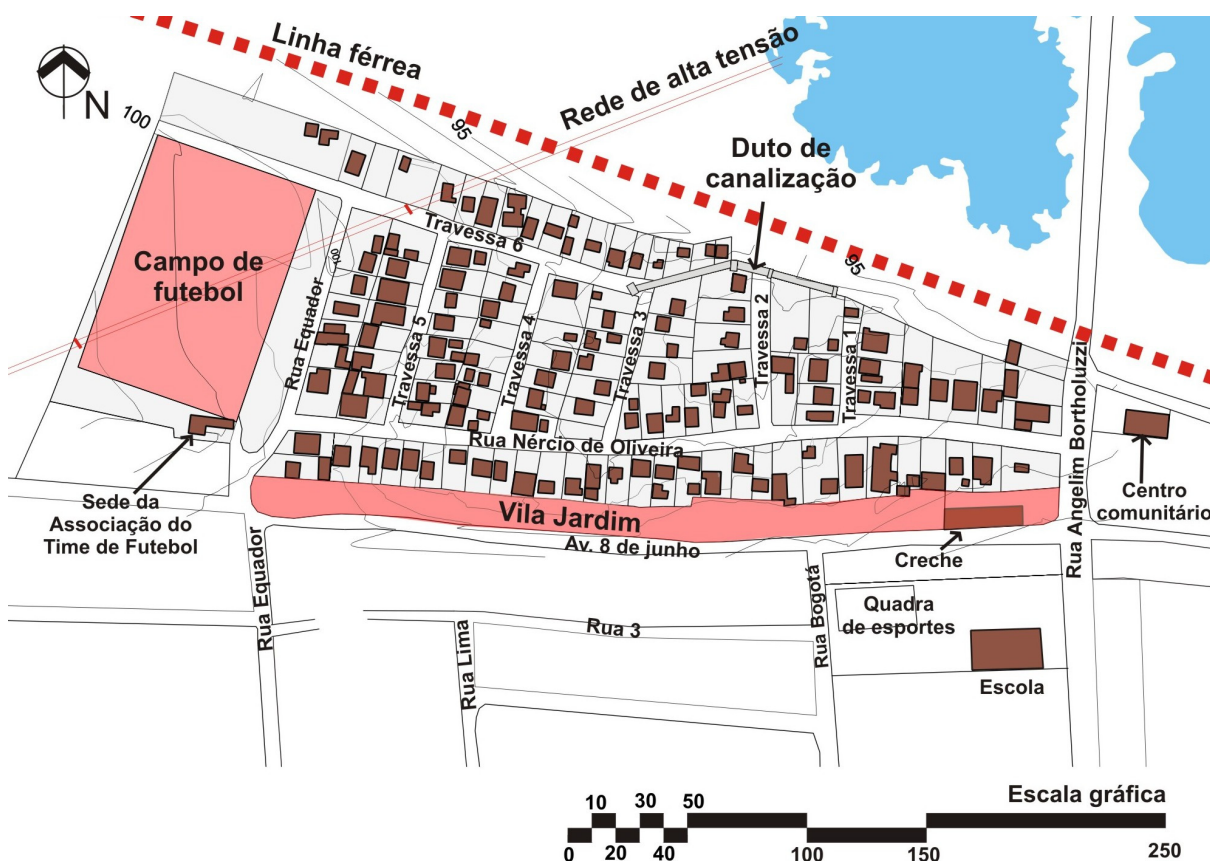 Linha férrea
Rede de alta tensão
N
100
95
Duto de
canalização
Travessa 6
Campo de
futebol
100
95
Rua Equador
Travessa 5
Travessa 4
Travessa 3
Travessa 2
Travessa 1
Rua Nércio de Oliveira
Rua Angelim Bortholuzzi
Sede da
Associação do
Time de Futebol
Vila Jardim
Av. 8 de junho
Creche
Centro
comunitário
Rua Equador
Rua Lima
Rua 3
Rua Bogotá
Quadra
de esportes
Escola
Escala gráfica
10 30 50
0 20 40 100 150 250